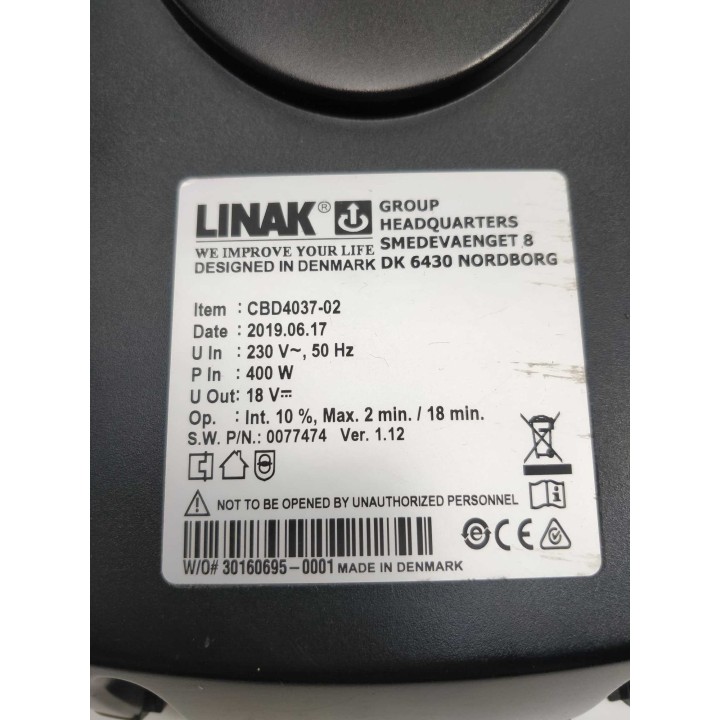 LINAK® GROUP
HEADQUARTERS
WE IMPROVE YOUR LIFE SMEDEVAENGET 8
DESIGNED IN DENMARK DK 6430 NORDBORG
Item : CBD4037-02
Date : 2019.06.17
U In : 230 V~, 50 Hz
P In : 400 W
U Out: 18 V⎓
Op. : Int. 10 %, Max. 2 min. / 18 min.
S.W. P/N.: 0077474 Ver. 1.12
NOT TO BE OPENED BY UNAUTHORIZED PERSONNEL
CE
W/O# 30160695-0001 MADE IN DENMARK